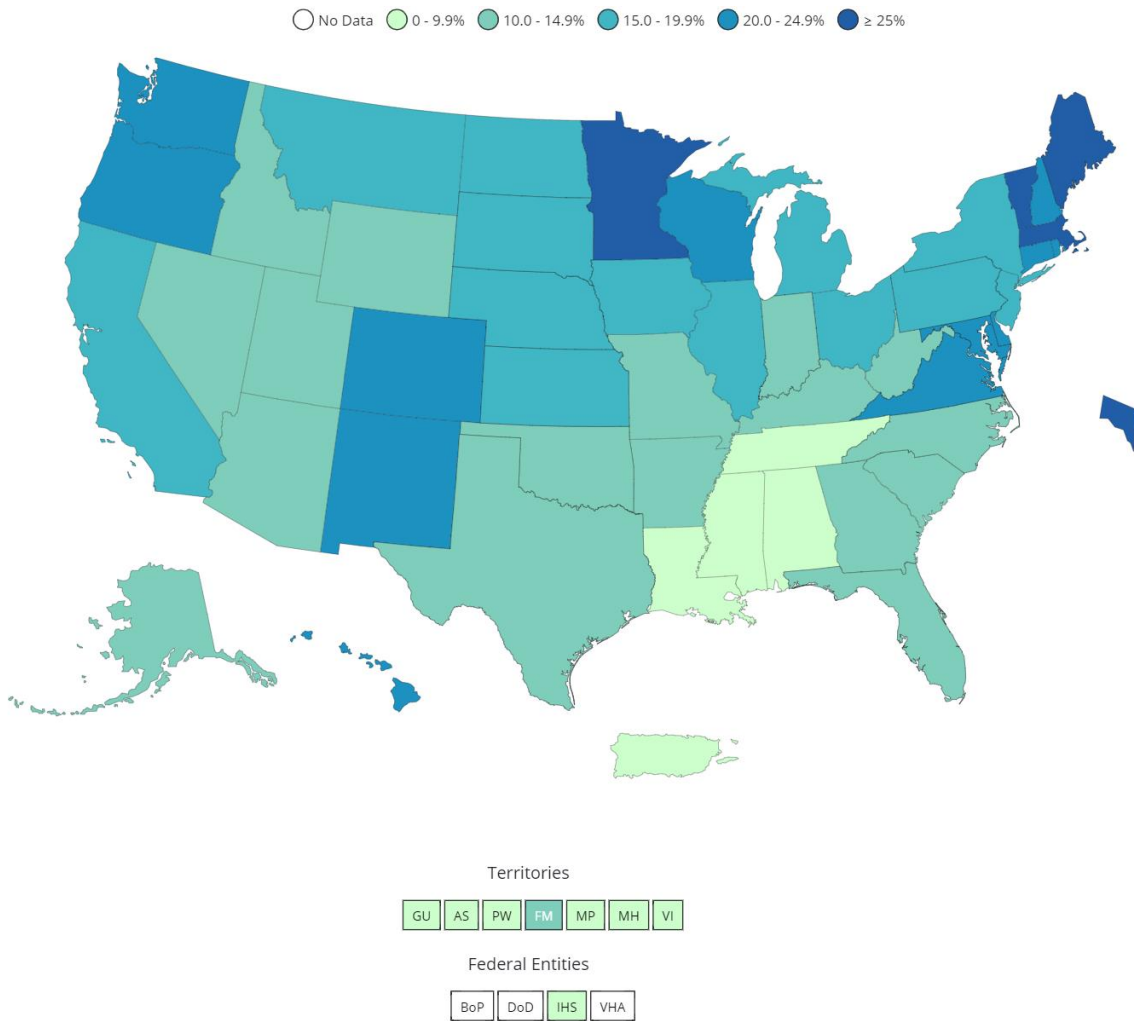 No Data 0 - 9.9% 10.0 - 14.9% 15.0 - 19.9% 20.0 - 24.9% ≥ 25%
Territories
GU AS PW FM MP MH VI
Federal Entities
BoP DoD IHS VHA